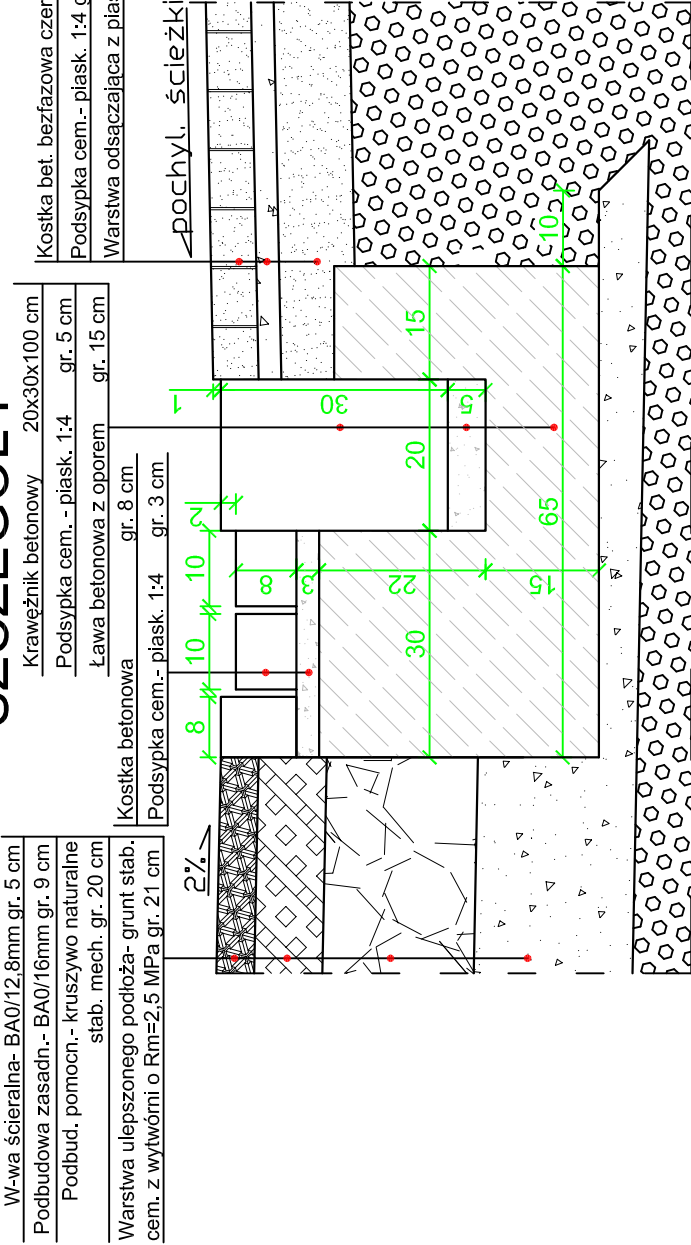 W-wa ścieralna- BA0/12,8mm gr. 5 cm
Podbudowa zasadn.- BA0/16mm gr. 9 cm
Podbud. pomocn.- kruszywo naturalne
stab. mech. gr. 20 cm
Warstwa ulepszonego podłoża- grunt stab.
cem. z wytwórni o Rm=2,5 MPa gr. 21 cm
Kostka betonowa gr. 8 cm
Podsypka cem.- piask. 1:4 gr. 3 cm
Krawężnik betonowy 20x30x100 cm
Podsypka cem. - piask. 1:4 gr. 5 cm
Ława betonowa z oporem gr. 15 cm
Kostka bet. bezfazowa
Podsypka cem.- piask. 1:4
Warstwa odsączająca z
pochyl. ścieżki
2%
8
10
10
2
1
30
5
8
3
22
15
30
20
15
65
10